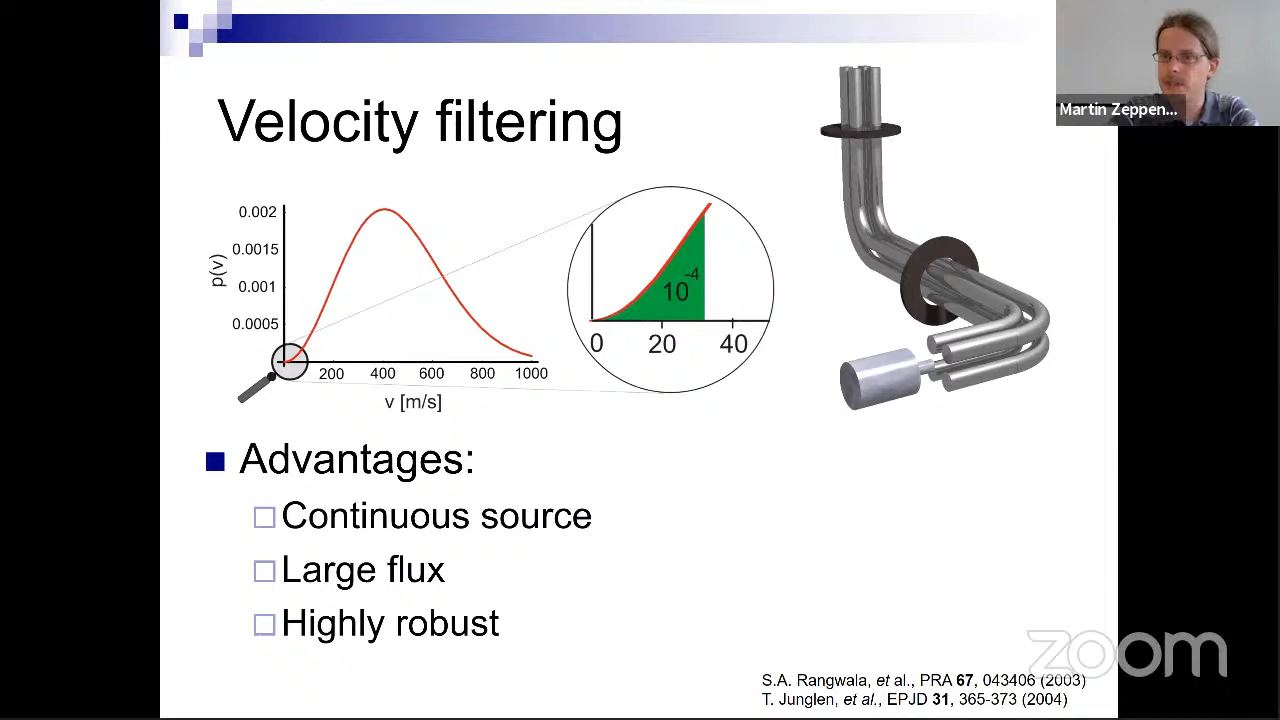 Martin Zeppen...
Velocity filtering
0.002
0.0015
0.001
0.0005
p(v)
200 400 600 800 1000
v [m/s]
10-4
0 20 40
Advantages:
Continuous source
Large flux
Highly robust
zoom
S.A. Rangwala, et al., PRA 67, 043406 (2003)
T. Junglen, et al., EPJD 31, 365-373 (2004)